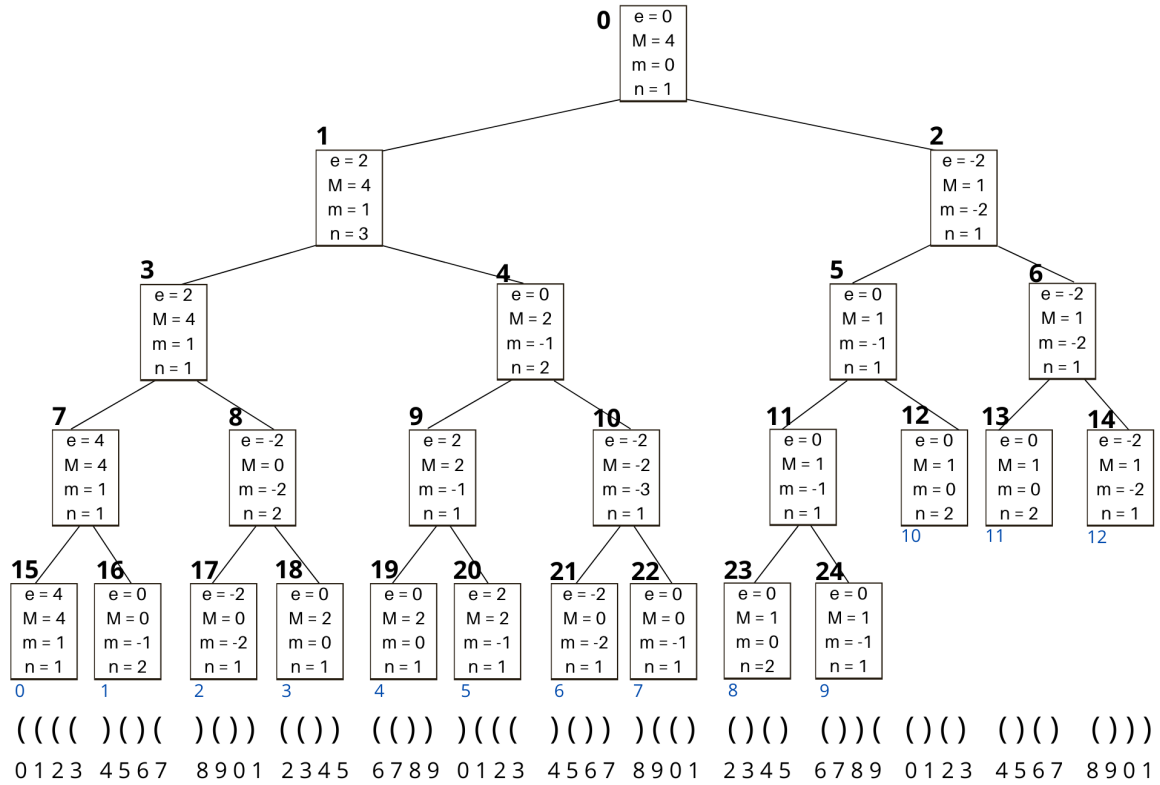 0
e = 0
M = 4
m = 0
n = 1
1
e = 2
M = 4
m = 1
n = 3
2
e = -2
M = 1
m = -2
n = 1
3
e = 2
M = 4
m = 1
n = 1
4
e = 0
M = 2
m = -1
n = 2
5
e = 0
M = 1
m = -1
n = 1
6
e = -2
M = 1
m = -2
n = 1
7
e = 4
M = 4
m = 1
n = 1
8
e = -2
M = 0
m = -2
n = 2
9
e = 2
M = 2
m = -1
n = 1
10
e = -2
M = -2
m = -3
n = 1
11
e = 0
M = 1
m = -1
n = 1
12
e = 0
M = 1
m = 0
n = 2
10
13
e = 0
M = 1
m = 0
n = 2
11
14
e = -2
M = 1
m = -2
n = 1
12
15
e = 4
M = 4
m = 1
n = 1
0
16
e = 0
M = 0
m = -1
n = 2
1
17
e = -2
M = 0
m = -2
n = 1
2
18
e = 0
M = 2
m = 0
n = 1
3
19
e = 0
M = 2
m = 0
n = 1
4
20
e = 2
M = 2
m = -1
n = 1
5
21
e = -2
M = 0
m = -2
n = 1
6
22
e = 0
M = 0
m = -1
n = 1
7
23
e = 0
M = 1
m = 0
n =2
8
24
e = 0
M = 1
m = -1
n = 1
9
( ( ( ( ) ( ) ( ) ( ) ) ( ( ) ) ( ( ) ) ) ( ( ( ) ( ) ) ) ( ( ) ( ) ( ) ( ) ) ( ( ) ( ) ( ) ( ) ( ) ) )
0 1 2 3 4 5 6 7 8 9 0 1 2 3 4 5 6 7 8 9 0 1 2 3 4 5 6 7 8 9 0 1 2 3 4 5 6 7 8 9 0 1 2 3 4 5 6 7 8 9 0 1